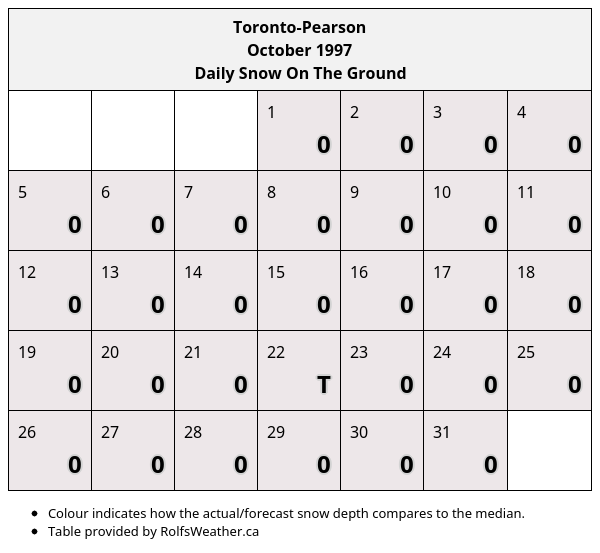 Toronto-Pearson
October 1997
Daily Snow On The Ground
1 2 3 4
0 0 0 0
5 6 7 8 9 10 11
0 0 0 0 0 0 0
12 13 14 15 16 17 18
0 0 0 0 0 0 0
19 20 21 22 23 24 25
0 0 0 T 0 0 0
26 27 28 29 30 31
0 0 0 0 0 0
• Colour indicates how the actual/forecast snow depth compares to the median.
• Table provided by RolfsWeather.ca